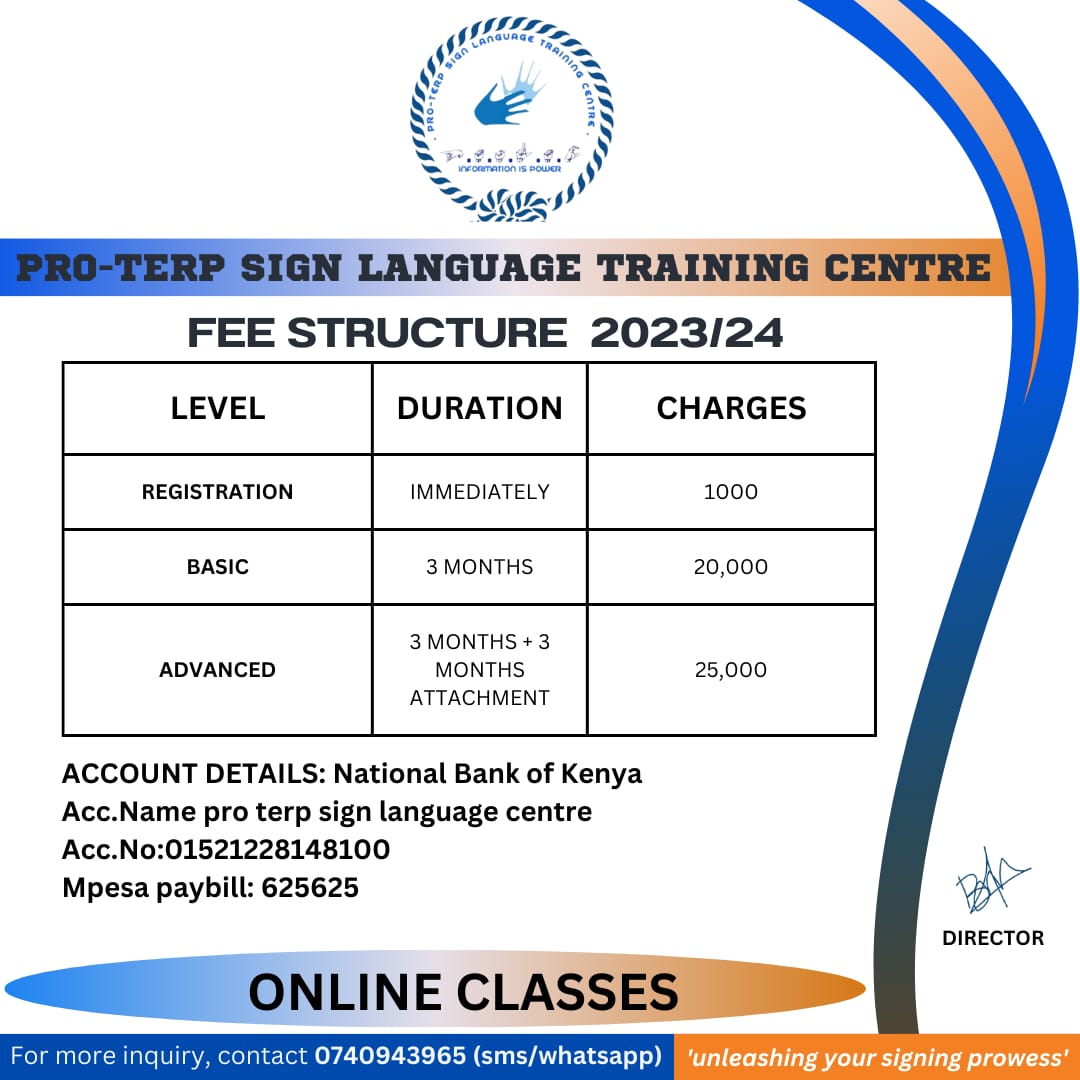 · PRO-TERP SIGN LANGUAGE TRAINING CENTRE ·
INFORMATION IS POWER
PRO-TERP SIGN LANGUAGE TRAINING CENTRE
FEE STRUCTURE 2023/24
LEVEL DURATION CHARGES
REGISTRATION IMMEDIATELY 1000
BASIC 3 MONTHS 20,000
3 MONTHS + 3
ADVANCED MONTHS 25,000
ATTACHMENT
ACCOUNT DETAILS: National Bank of Kenya
Acc.Name pro terp sign language centre
Acc.No:01521228148100
Mpesa paybill: 625625
DIRECTOR
ONLINE CLASSES
For more inquiry, contact 0740943965 (sms/whatsapp)
'unleashing your signing prowess'